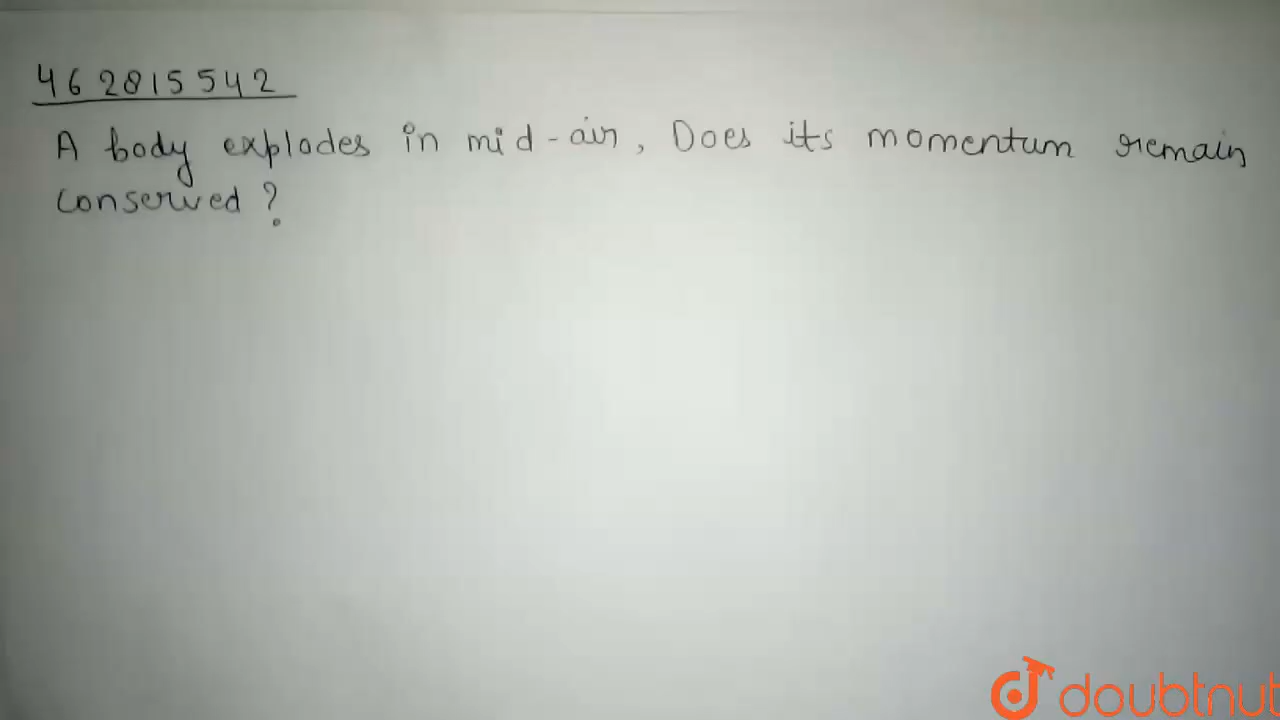 462815542
A body explodes in mid-air, Does its momentum remain
conserved?
doubtnut